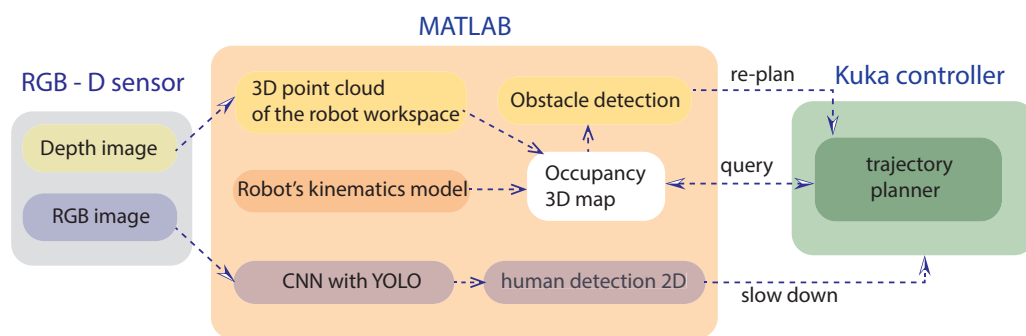 MATLAB
RGB - D sensor
Kuka controller
Depth image
RGB image
3D point cloud
of the robot workspace
Obstacle detection
Robot's kinematics model
Occupancy
3D map
CNN with YOLO
human detection 2D
re-plan
query
slow down
trajectory
planner